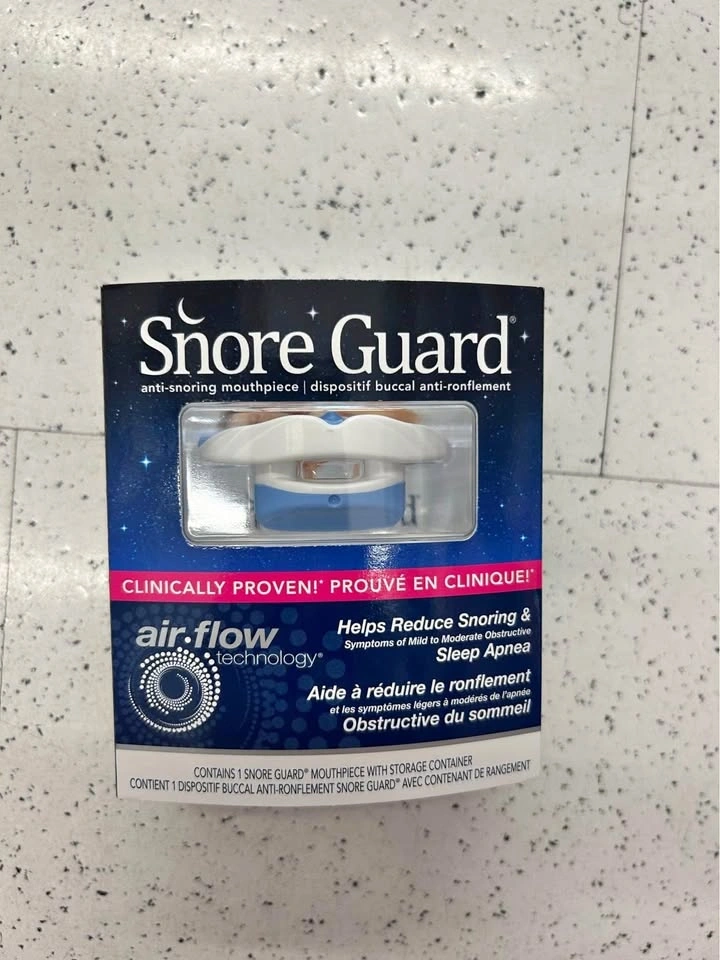 Snore Guard®
anti-snoring mouthpiece | dispositif buccal anti-ronflement
d
CLINICALLY PROVEN!* PROUVÉ EN CLINIQUE!*
air•flow
technology®
Helps Reduce Snoring &
Symptoms of Mild to Moderate Obstructive
Sleep Apnea
Aide à réduire le ronflement
et les symptômes légers à modérés de l'apnée
Obstructive du sommeil
CONTAINS 1 SNORE GUARD® MOUTHPIECE WITH STORAGE CONTAINER
CONTIENT 1 DISPOSITIF BUCCAL ANTI-RONFLEMENT SNORE GUARD® AVEC CONTENANT DE RANGEMENT